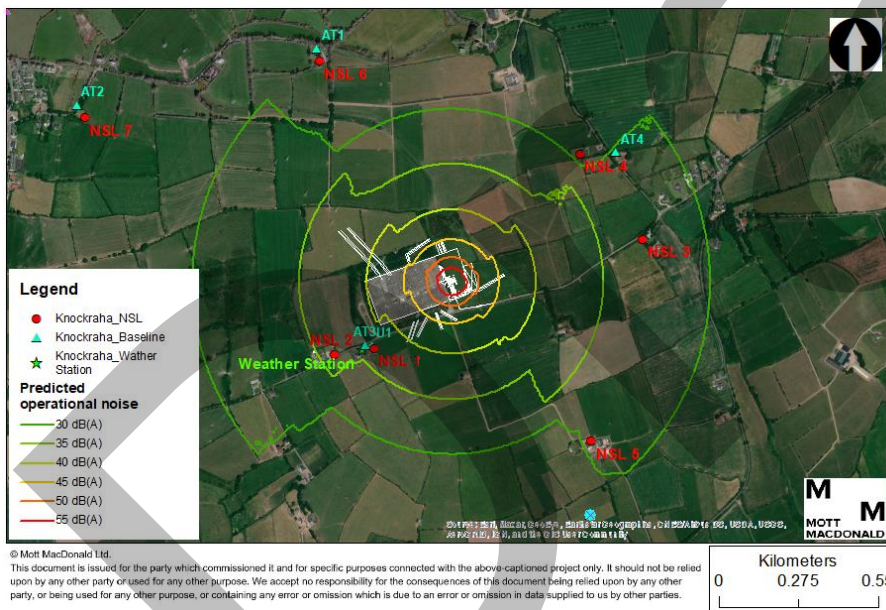 AT1
NSL 6
AT2
NSL 7
AT4
NSL 4
NSL 3
AT3U1
NSL 2
NSL 1
Weather Station
NSL 5
Legend
Knockraha_NSL
Knockraha_Baseline
Knockraha_Wather
Station
Predicted
operational noise
30 dB(A)
35 dB(A)
40 dB(A)
45 dB(A)
50 dB(A)
55 dB(A)
M M
MOTT
MACDONALD
© Mott MacDonald Ltd.
This document is issued for the party which commissioned it and for specific purposes connected with the above-captioned project only. It should not be relied
upon by any other party or used for any other purpose. We accept no responsibility for the consequences of this document being relied upon by any other
party, or being used for any other purpose, or containing any error or omission which is due to an error or omission in data supplied to us by other parties.
Kilometers
0 0.275 0.5